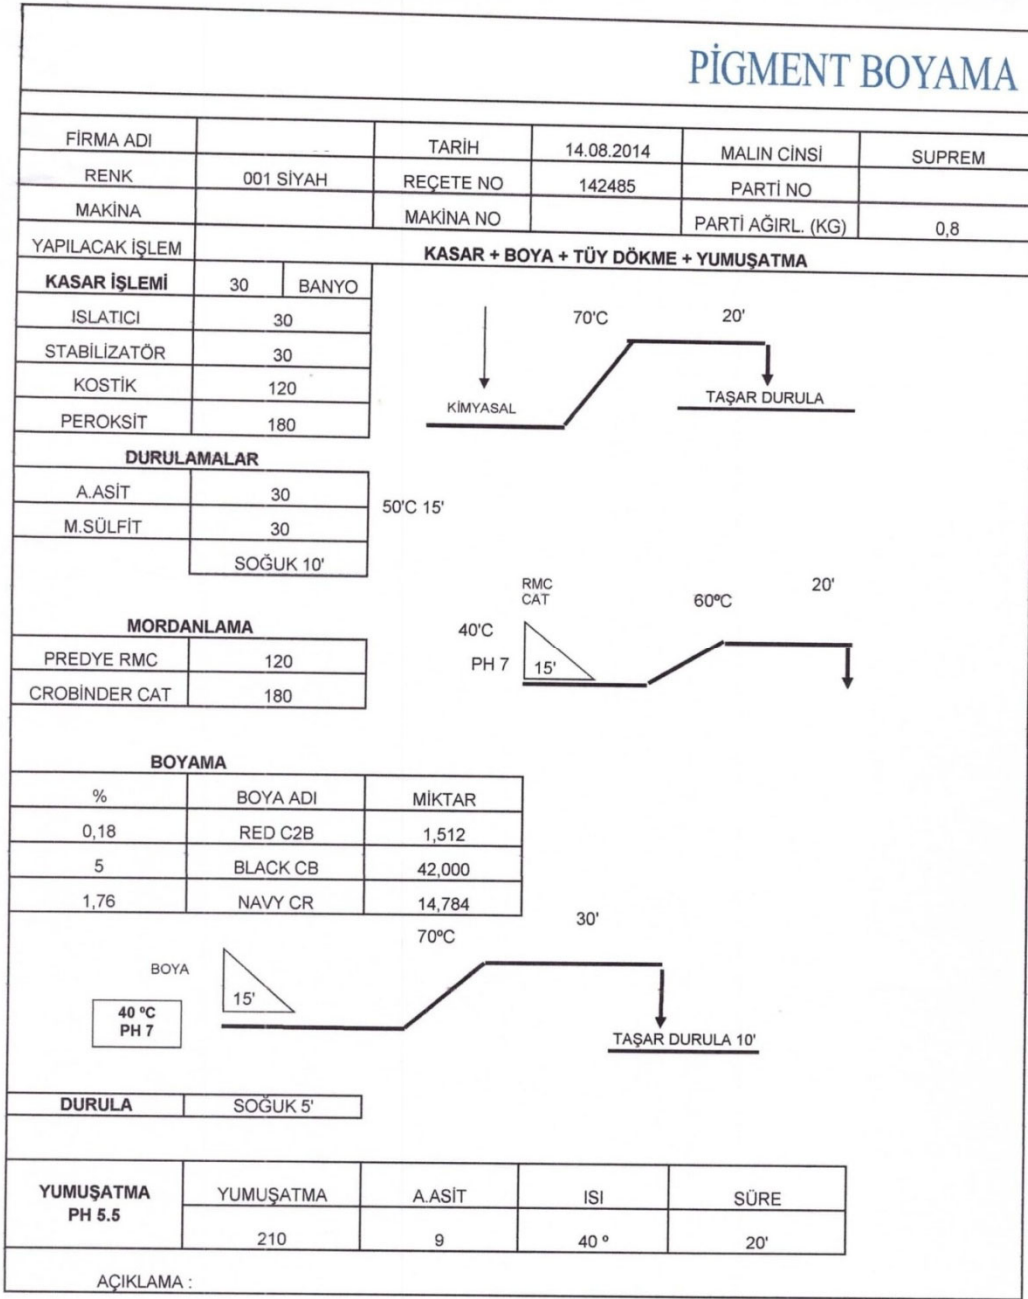 PİGMENT BOYAMA
FİRMA ADI TARİH 14.08.2014 MALIN CİNSİ SUPREM
RENK 001 SİYAH REÇETE NO 142485 PARTİ NO
MAKİNA MAKİNA NO PARTİ AĞIRL. (KG) 0,8
YAPILACAK İŞLEM KASAR + BOYA + TÜY DÖKME + YUMUŞATMA
KASAR İŞLEMİ 30 BANYO
ISLATICI 30
STABİLİZATÖR 30
KOSTİK 120
PEROKSİT 180
70'C 20'
KİMYASAL
TAŞAR DURULA
DURULAMALAR
A.ASİT 30
M.SÜLFİT 30
SOĞUK 10'
50'C 15'
MORDANLAMA
PREDYE RMC 120
CROBİNDER CAT 180
RMC
CAT
40'C
PH 7
15'
60ºC
20'
BOYAMA
% BOYA ADI MİKTAR
0,18 RED C2B 1,512
5 BLACK CB 42,000
1,76 NAVY CR 14,784
70ºC 30'
BOYA
15'
40 ºC
PH 7
TAŞAR DURULA 10'
DURULA SOĞUK 5'
YUMUŞATMA
PH 5.5
YUMUŞATMA A.ASİT ISI SÜRE
210 9 40 º 20'
AÇIKLAMA :